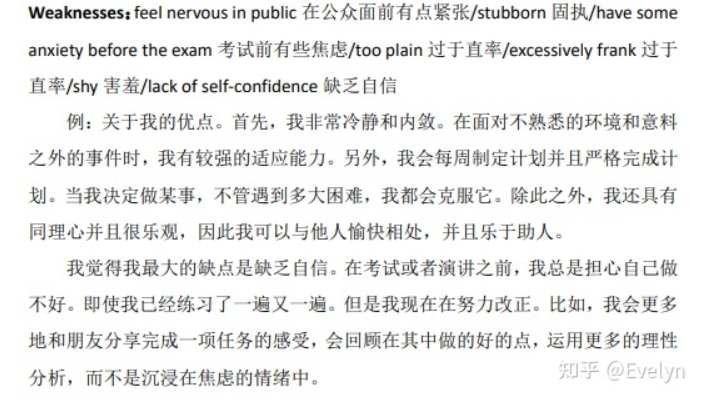 Weaknesses: feel nervous in public 在公众面前有点紧张/stubborn 固执/have some
anxiety before the exam 考试前有些焦虑/too plain 过于直率/excessively frank 过于
直率/shy 害羞/lack of self-confidence 缺乏自信
例：关于我的优点。首先，我非常冷静和内敛。在面对不熟悉的环境和意料
之外的事件时，我有较强的适应能力。另外，我会每周制定计划并且严格完成计
划。当我决定做某事，不管遇到多大困难，我都会克服它。除此之外，我还具有
同理心并且很乐观，因此我可以与他人愉快相处，并且乐于助人。
我觉得我最大的缺点是缺乏自信。在考试或者演讲之前，我总是担心自己做
不好。即使我已经练习了一遍又一遍。但是我现在在努力改正。比如，我会更多
地和朋友分享完成一项任务的感受，会回顾在其中做的好的点，运用更多的理性
分析，而不是沉浸在焦虑的情绪中。
知乎 @Evelyn